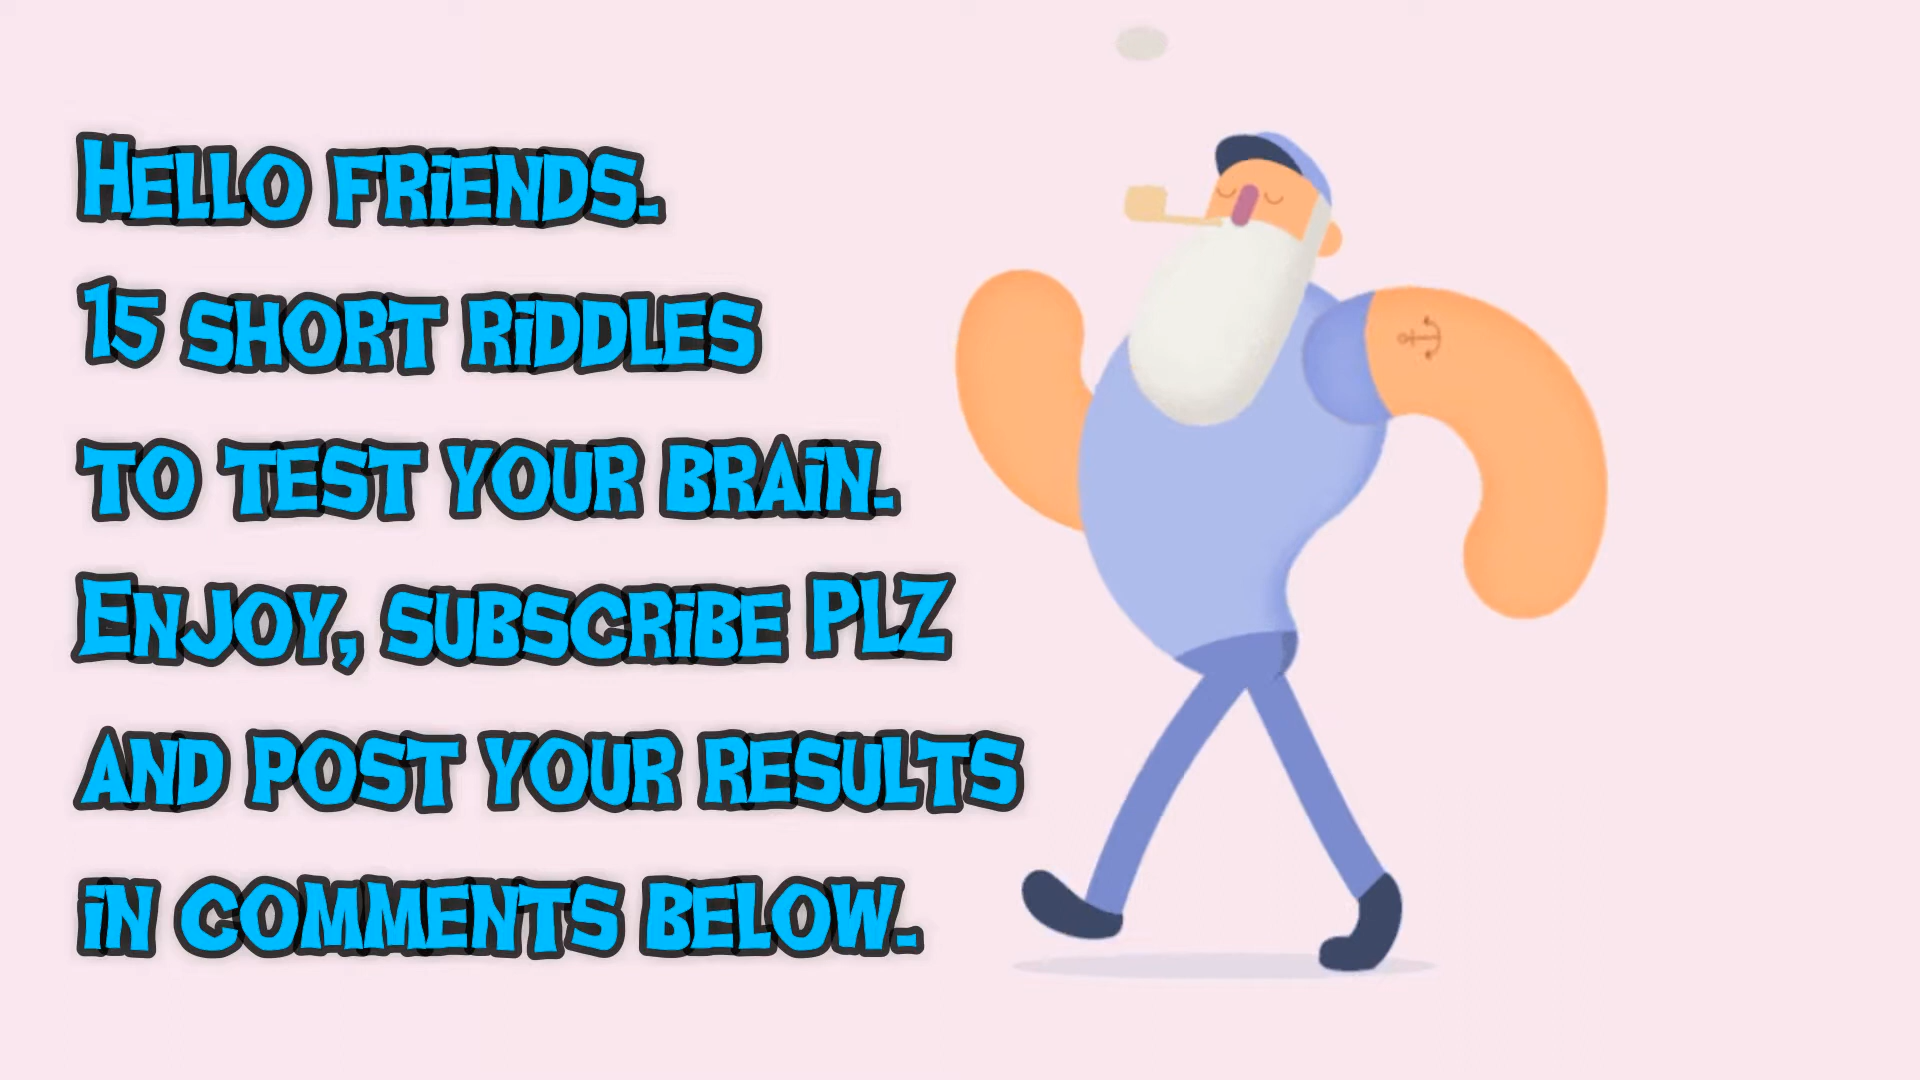 Hello friends.
15 short riddles
to test your brain.
Enjoy, subscribe PLZ
and post your results
in comments below.